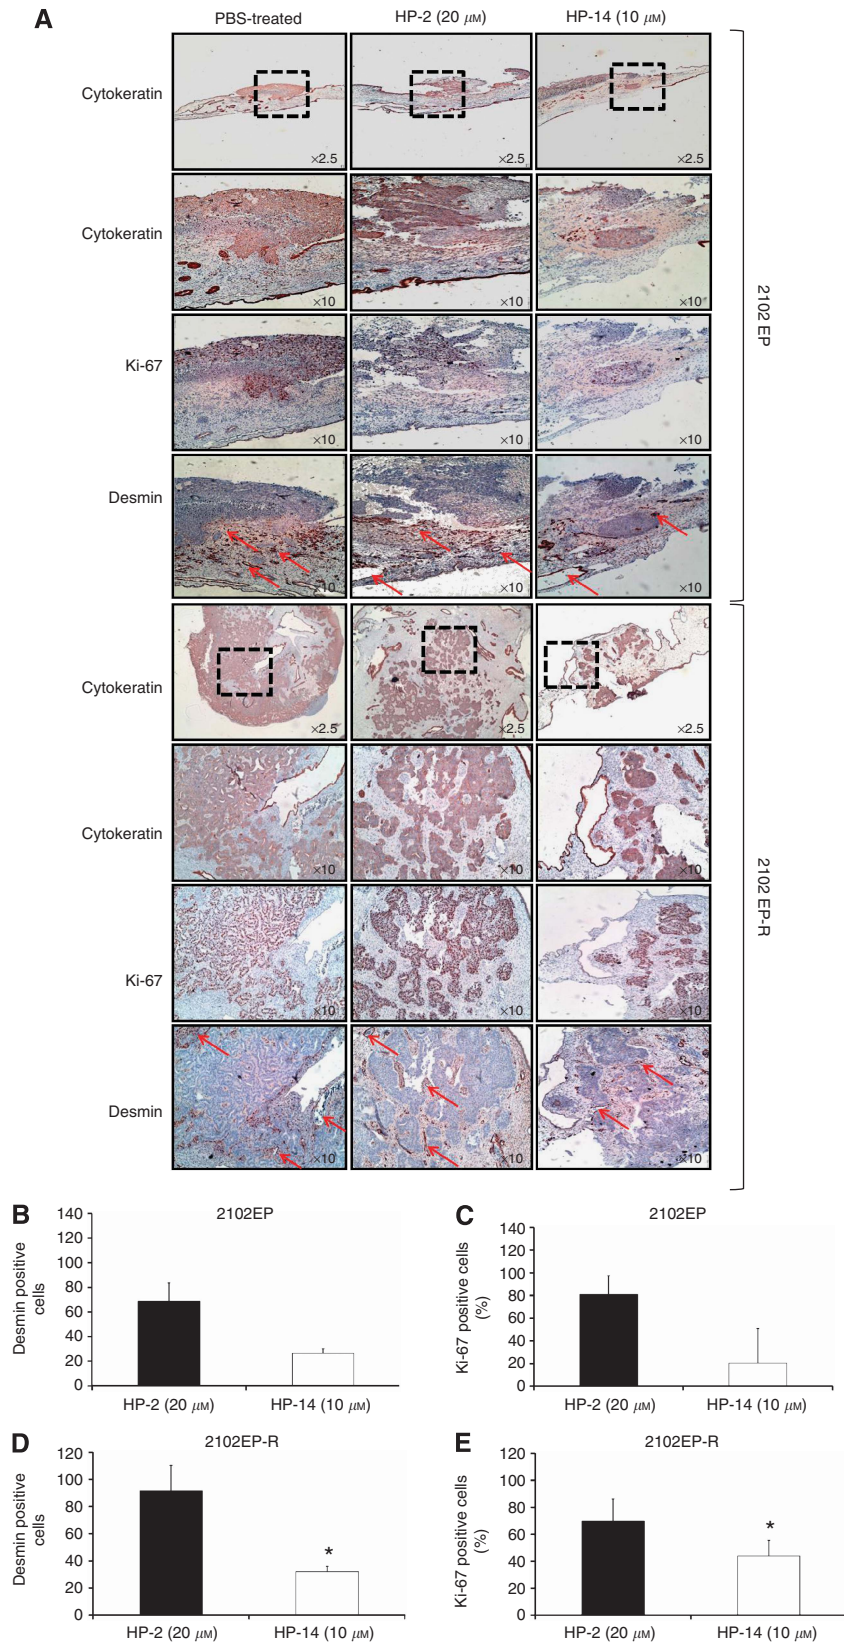 A
PBS-treated
HP-2 (20 μM)
HP-14 (10 μM)
Cytokeratin
×2.5
×2.5
×2.5
Cytokeratin
×10
×10
×10
Ki-67
×10
×10
×10
Desmin
×10
×10
×10
2102 EP
Cytokeratin
×2.5
×2.5
×2.5
Cytokeratin
×10
×10
×10
Ki-67
×10
×10
×10
Desmin
×10
×10
×10
2102 EP-R
B
2102EP
Desmin positive
cells
140
120
100
80
60
40
20
0
HP-2 (20 μM)
HP-14 (10 μM)
C
2102EP
Ki-67 positive cells
(%)
140
120
100
80
60
40
20
0
HP-2 (20 μM)
HP-14 (10 μM)
D
2102EP-R
Desmin positive
cells
120
100
80
60
40
20
0
*
HP-2 (20 μM)
HP-14 (10 μM)
E
2102EP-R
Ki-67 positive cells
(%)
120
100
80
60
40
20
0
*
HP-2 (20 μM)
HP-14 (10 μM)